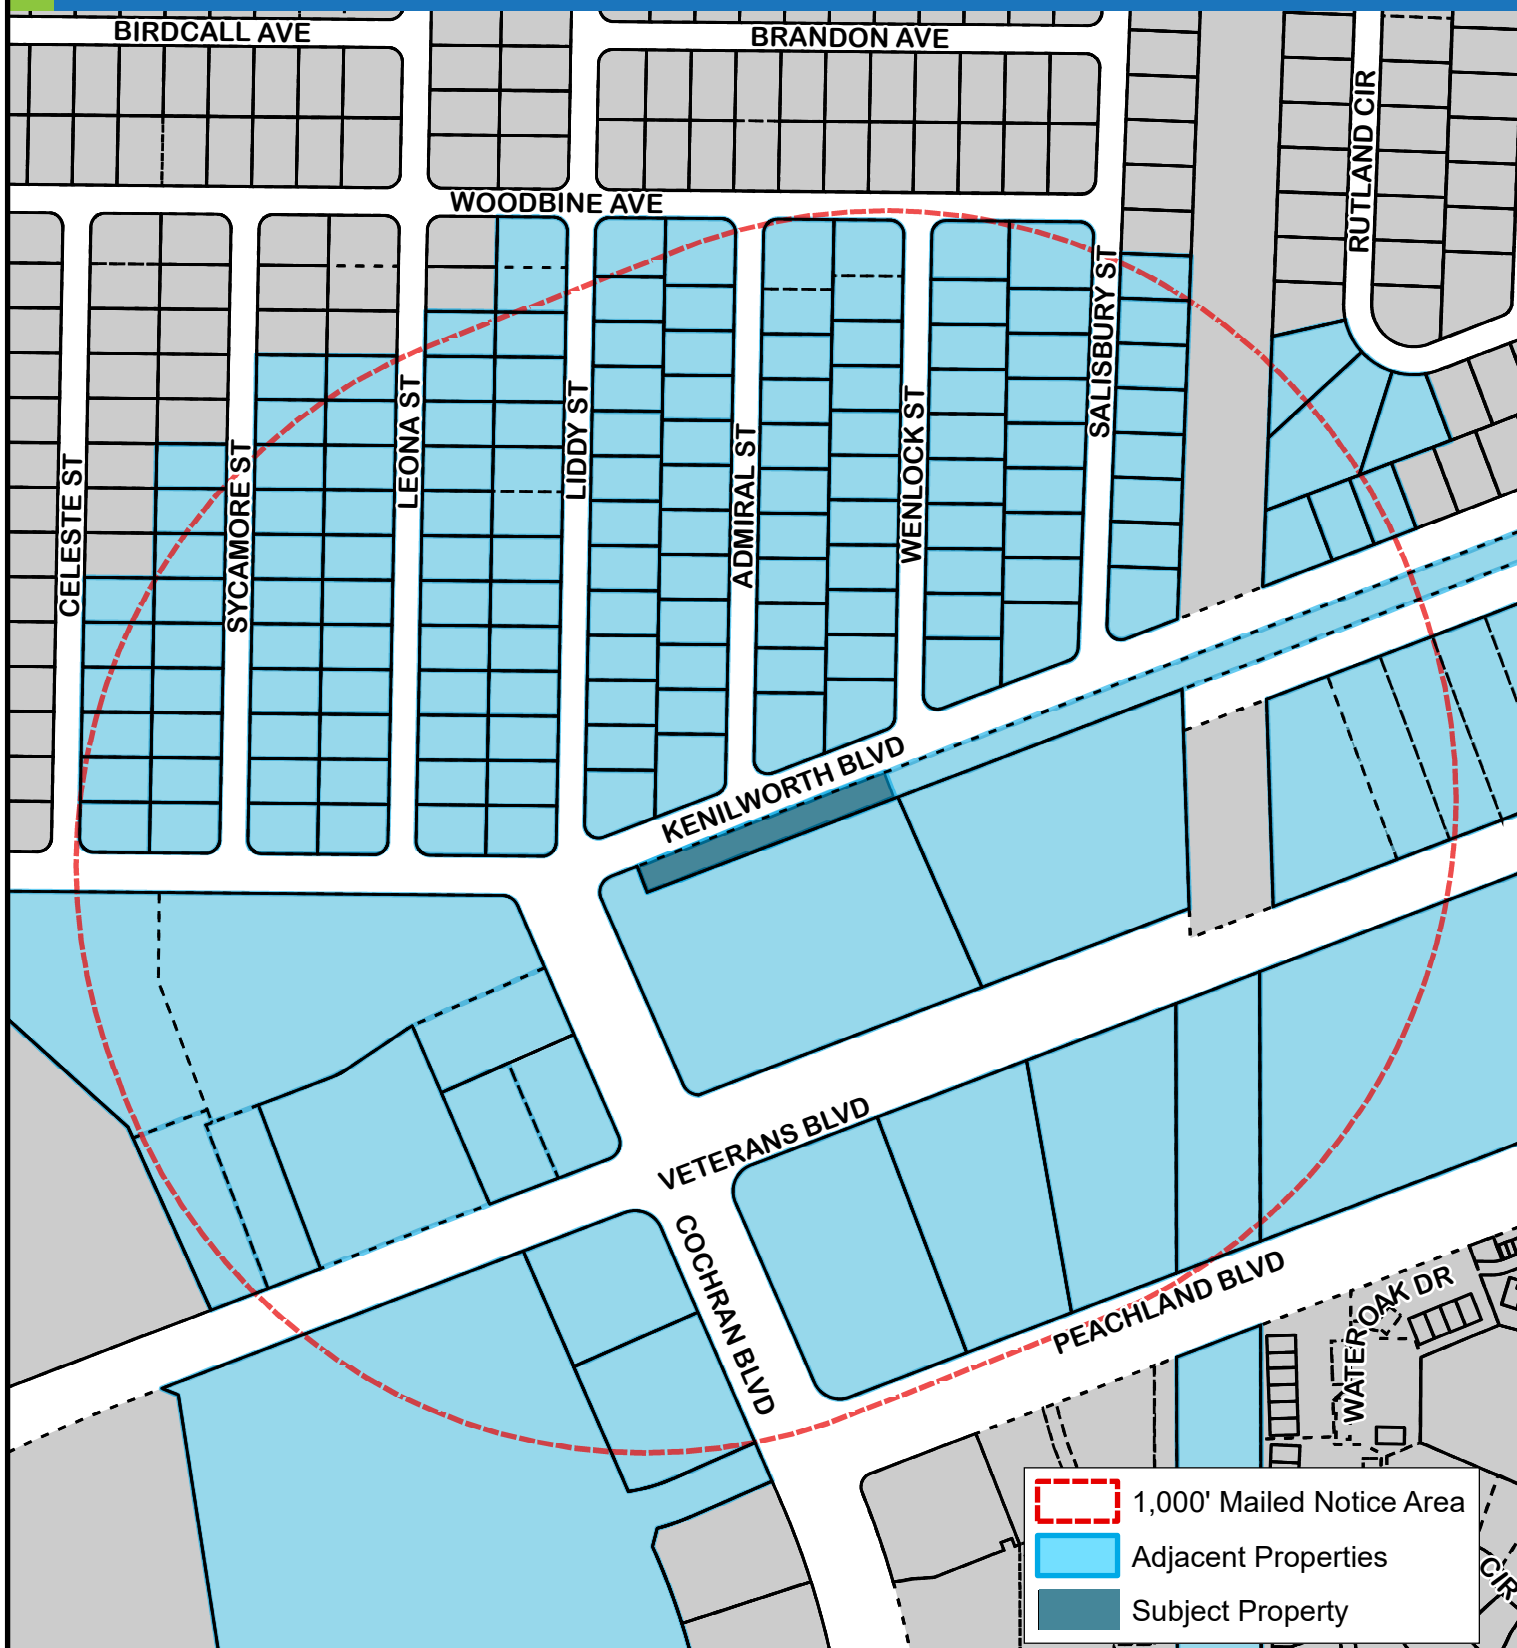 BIRDCALL AVE
BRANDON AVE
RUTLAND CIR
WOODBINE AVE
SALISBURY ST
LEONA ST
LIDDY ST
WENLOCK ST
ADMIRAL ST
SYCAMORE ST
CELESTE ST
KENILWORTH BLVD
VETERANS BLVD
COCHRAN BLVD
PEACHLAND BLVD
WATER OAK DR
CIR
1,000' Mailed Notice Area
Adjacent Properties
Subject Property